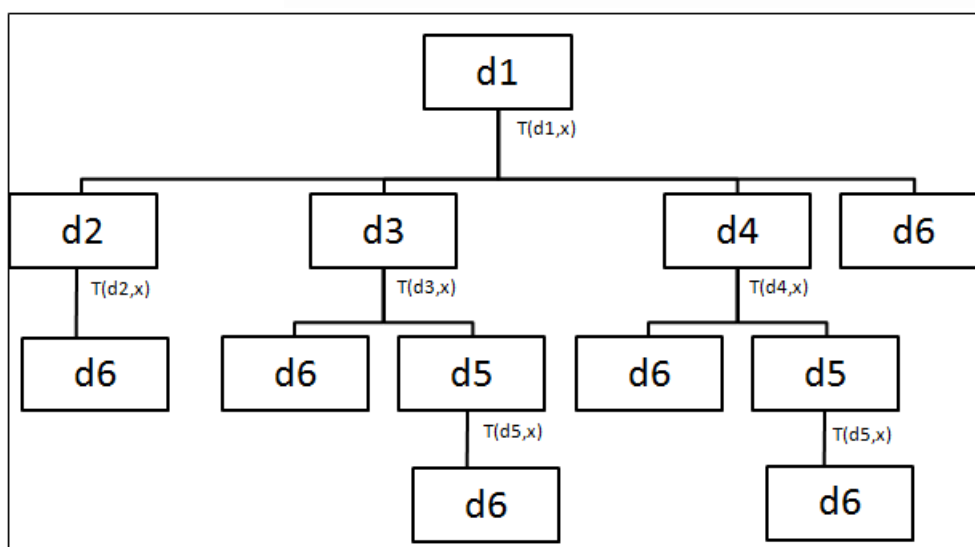 d1
T(d1,x)
d2 d3 d4 d6
T(d2,x) T(d3,x) T(d4,x)
d6 d6 d5 d6 d5
T(d5,x) T(d5,x)
d6 d6